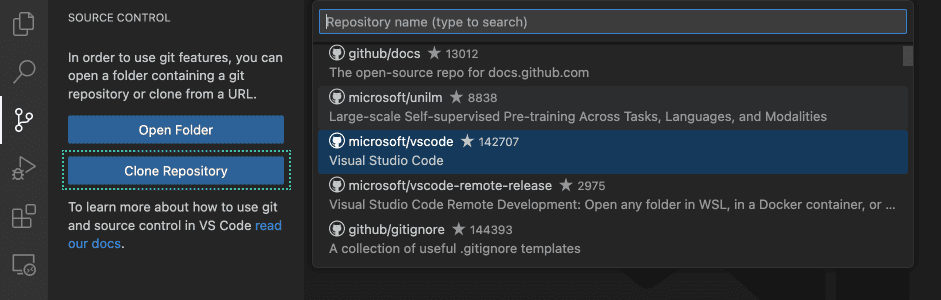 SOURCE CONTROL
In order to use git features, you can
open a folder containing a git
repository or clone from a URL.
Open Folder
Clone Repository
To learn more about how to use git
and source control in VS Code read
our docs.
Repository name (type to search)
github/docs ★ 13012
The open-source repo for docs.github.com
microsoft/unilm ★ 8838
Large-scale Self-supervised Pre-training Across Tasks, Languages, and Modalities
microsoft/vscode ★ 142707
Visual Studio Code
microsoft/vscode-remote-release ★ 2975
Visual Studio Code Remote Development: Open any folder in WSL, in a Docker container, or ...
github/gitignore ★ 144393
A collection of useful .gitignore templates